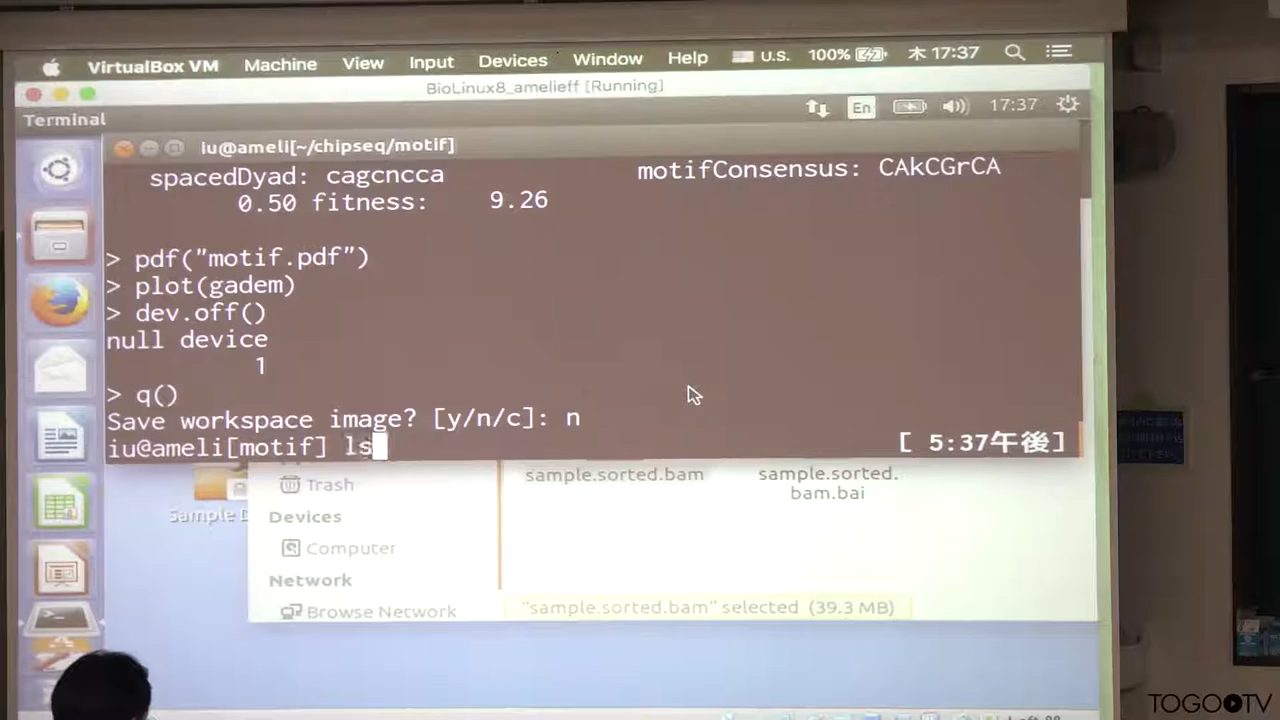 VirtualBox VM Machine View Input Devices Window Help U.S. 100% 木 17:37
BioLinux8_amelieff [Running]
Terminal En 17:37
iu@ameli[~/chipseq/motif]
spacedDyad: cagcncca motifConsensus: CAkCGrCA
0.50 fitness: 9.26
> pdf("motif.pdf")
> plot(gadem)
> dev.off()
null device
1
> q()
Save workspace image? [y/n/c]: n
iu@ameli[motif] ls [ 5:37午後]
Trash
Devices
Computer
Network
Browse Network
Sample
sample.sorted.bam
sample.sorted.
bam.bai
"sample.sorted.bam" selected (39.3 MB)
TOGOTV